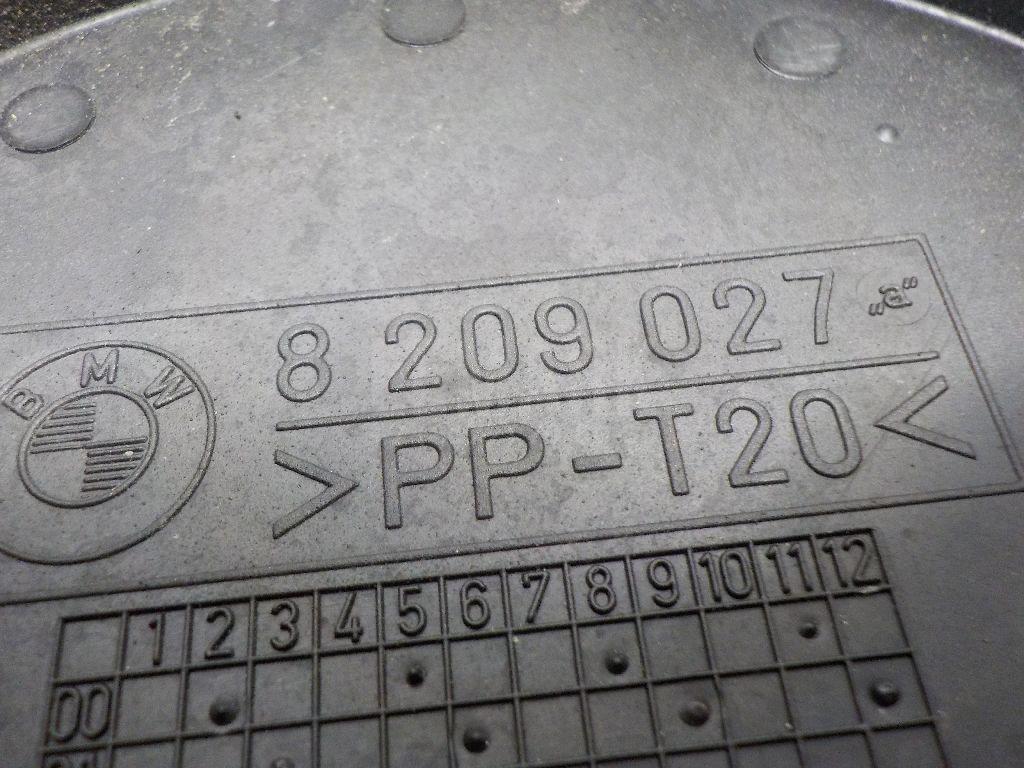 BMW
8 209 027 „a“
>PP-T20<
1 2 3 4 5 6 7 8 9 10 11 12
00